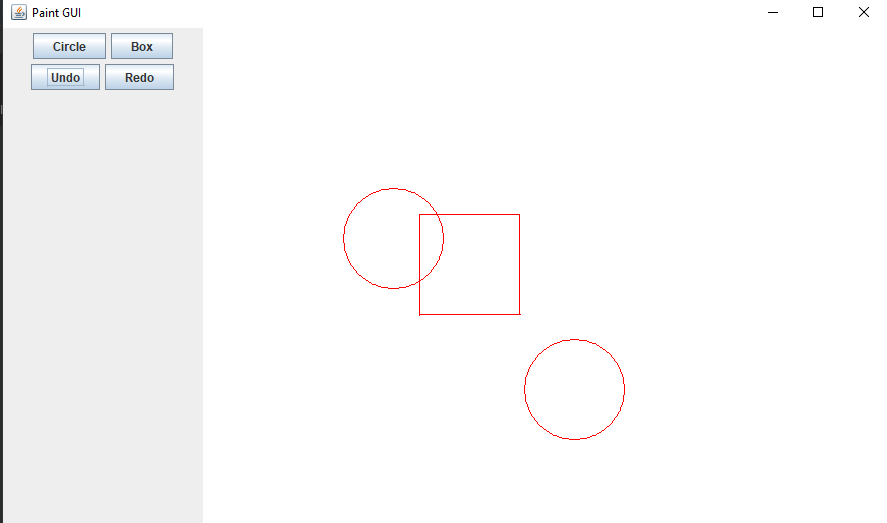 Paint GUI
Circle Box
Undo Redo